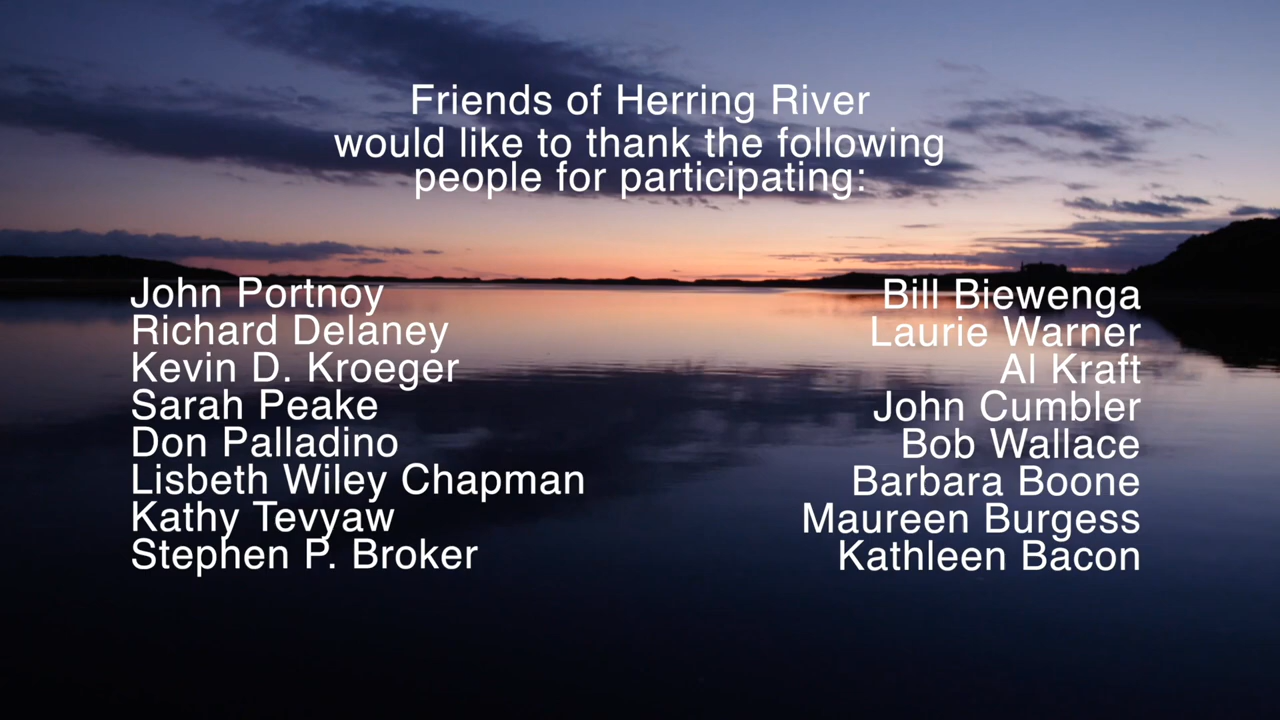 Friends of Herring River
would like to thank the following
people for participating:
John Portnoy
Richard Delaney
Kevin D. Kroeger
Sarah Peake
Don Palladino
Lisbeth Wiley Chapman
Kathy Tevyaw
Stephen P. Broker
Bill Biewenga
Laurie Warner
Al Kraft
John Cumbler
Bob Wallace
Barbara Boone
Maureen Burgess
Kathleen Bacon